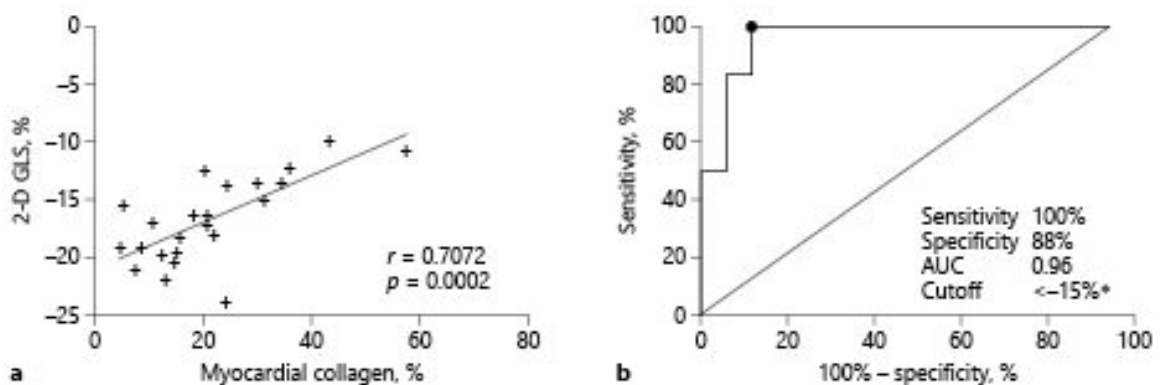 0
−5
−10
−15
−20
−25
2-D GLS, %
r = 0.7072
p = 0.0002
0 20 40 60 80
a Myocardial collagen, %
100
80
60
40
20
0
Sensitivity, %
Sensitivity 100%
Specificity 88%
AUC 0.96
Cutoff <−15%*
0 20 40 60 80 100
b 100% – specificity, %